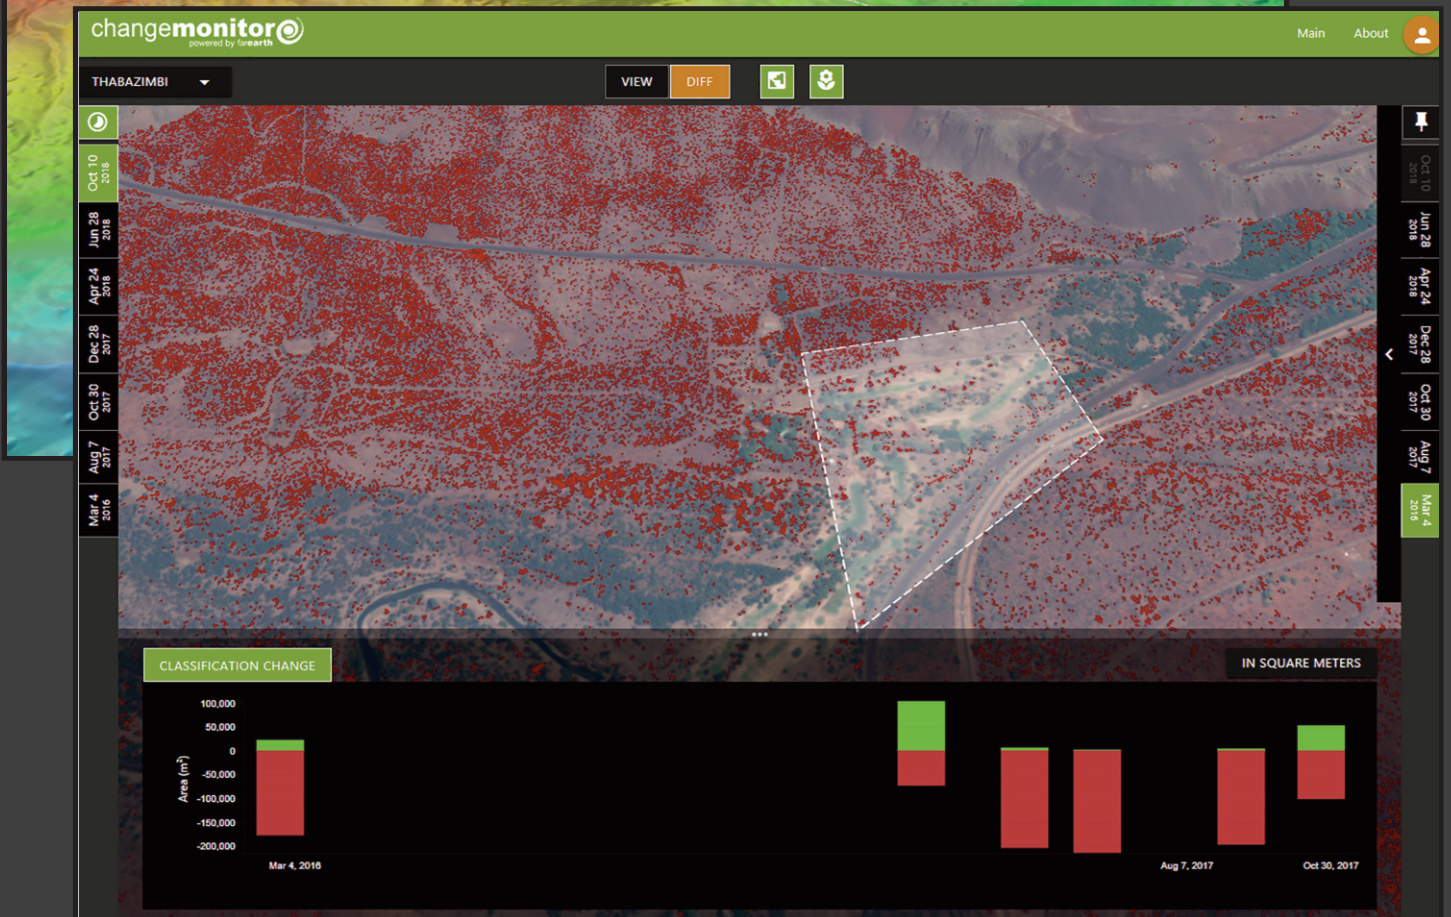 changemonitor
powered by farearth
Main
About
THABAZIMBI
VIEW
DIFF
Oct 10
2018
Jun 28
2018
Apr 24
2018
Dec 28
2017
Oct 30
2017
Aug 7
2017
Mar 4
2016
Oct 10
2018
Jun 28
2018
Apr 24
2018
Dec 28
2017
Oct 30
2017
Aug 7
2017
Mar 4
2016
CLASSIFICATION CHANGE
IN SQUARE METERS
100,000
50,000
0
-50,000
-100,000
-150,000
-200,000
Area (m²)
Mar 4, 2016
Aug 7, 2017
Oct 30, 2017